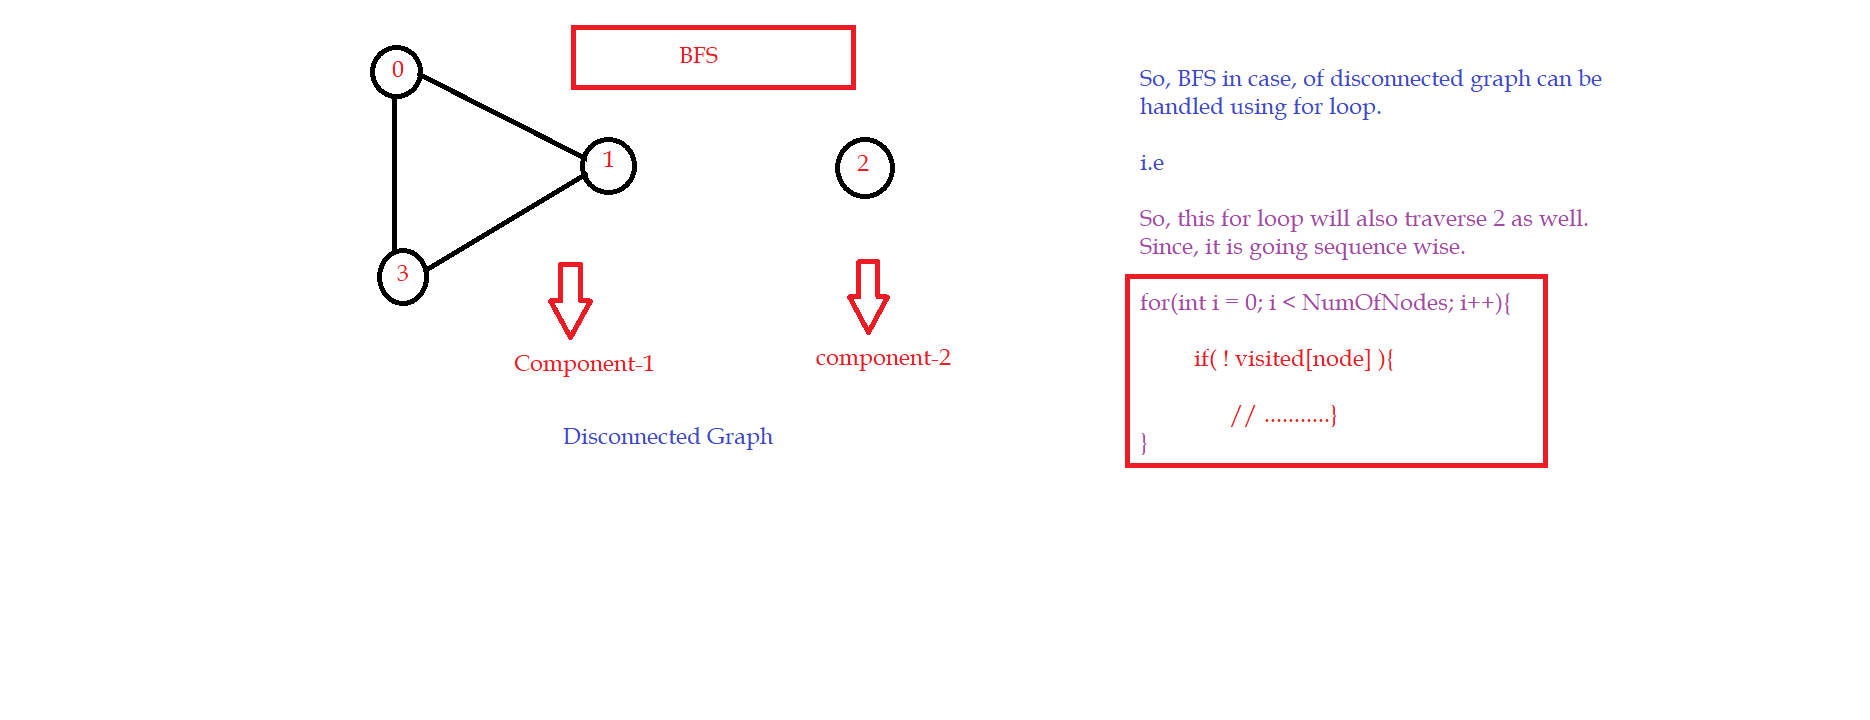 BFS
0
1
2
3
Component-1
component-2
Disconnected Graph
So, BFS in case, of disconnected graph can be
handled using for loop.
i.e
So, this for loop will also traverse 2 as well.
Since, it is going sequence wise.
for(int i = 0; i < NumOfNodes; i++){
if( ! visited[node] ){
// ...........}
}